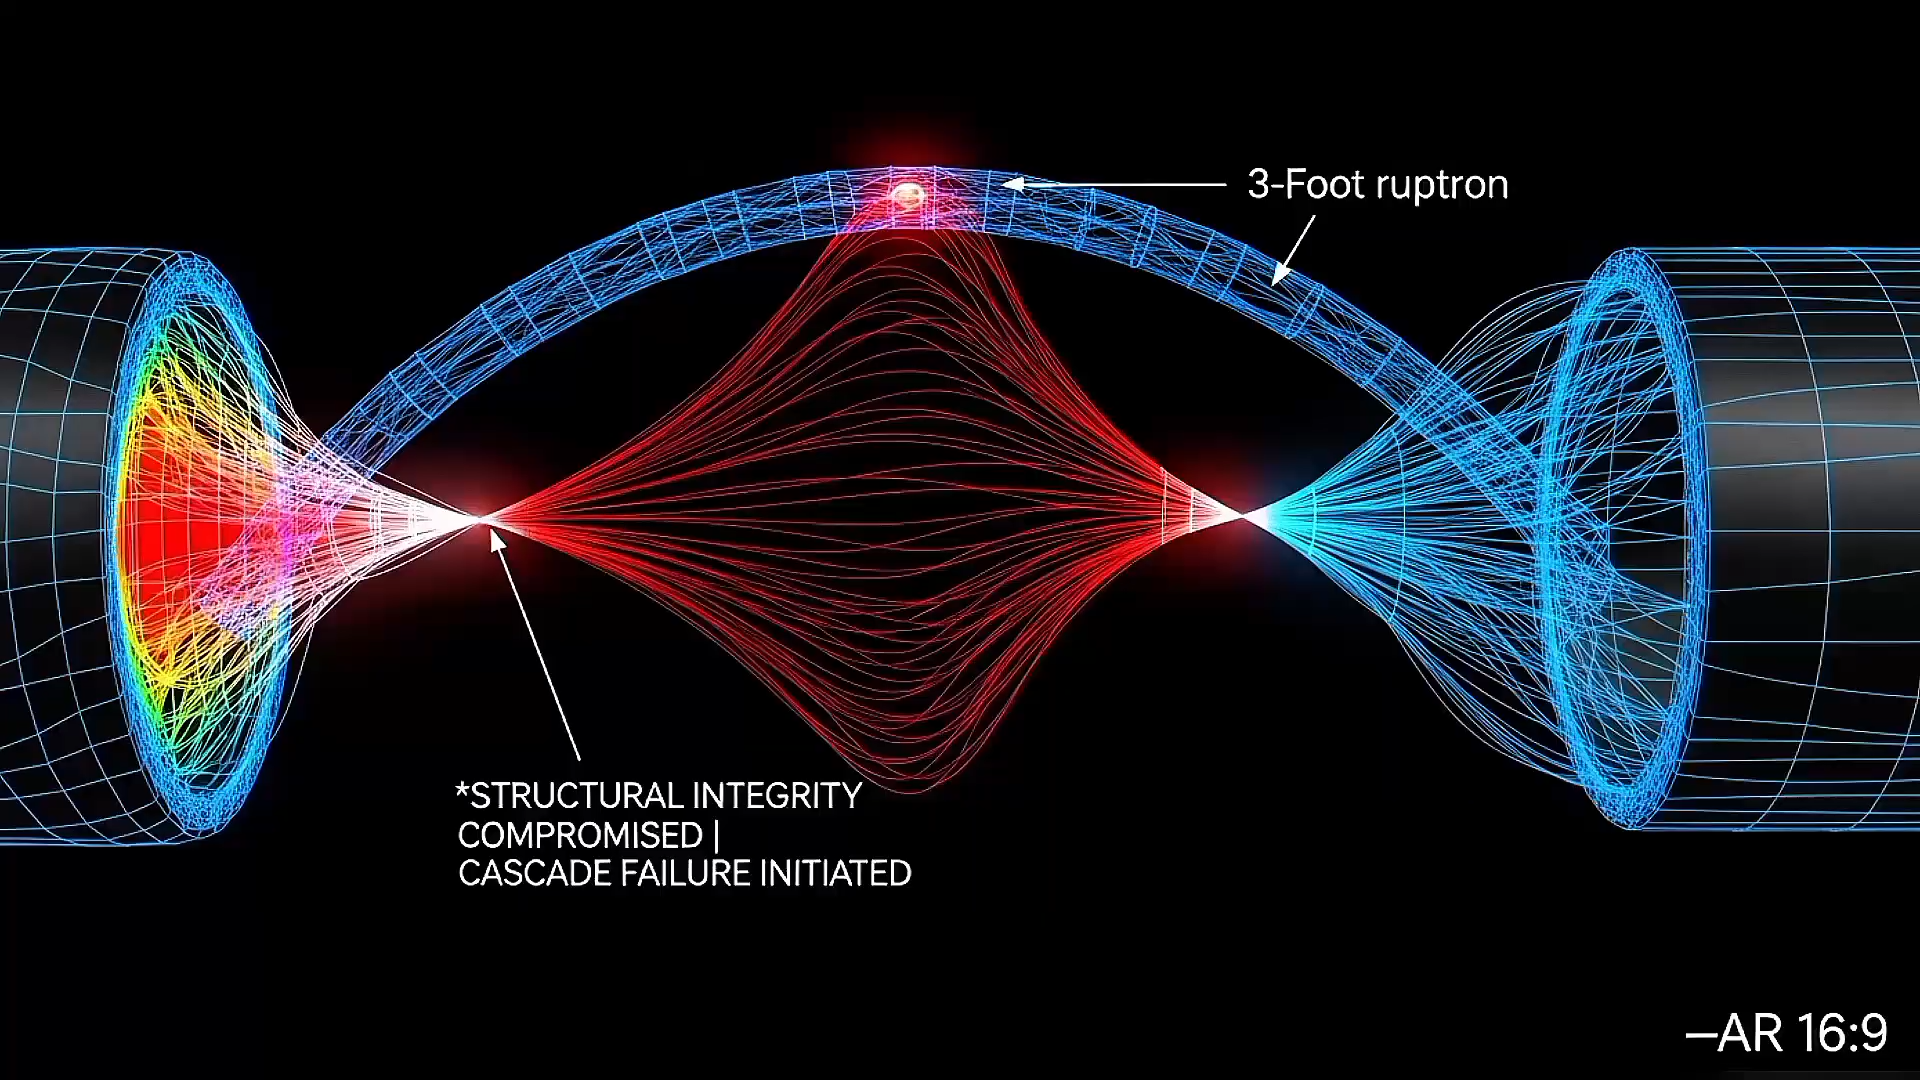 3-Foot ruptron
*STRUCTURAL INTEGRITY
COMPROMISED |
CASCADE FAILURE INITIATED
—AR 16:9